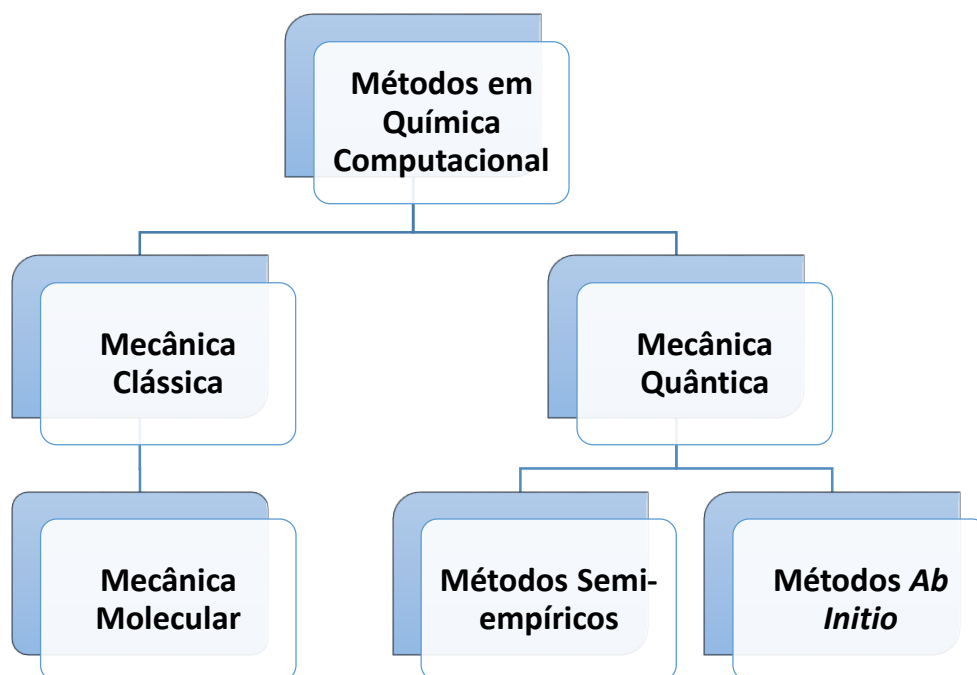 Métodos em
Química
Computacional
Mecânica
Clássica
Mecânica
Quântica
Mecânica
Molecular
Métodos Semi-
empíricos
Métodos Ab
Initio